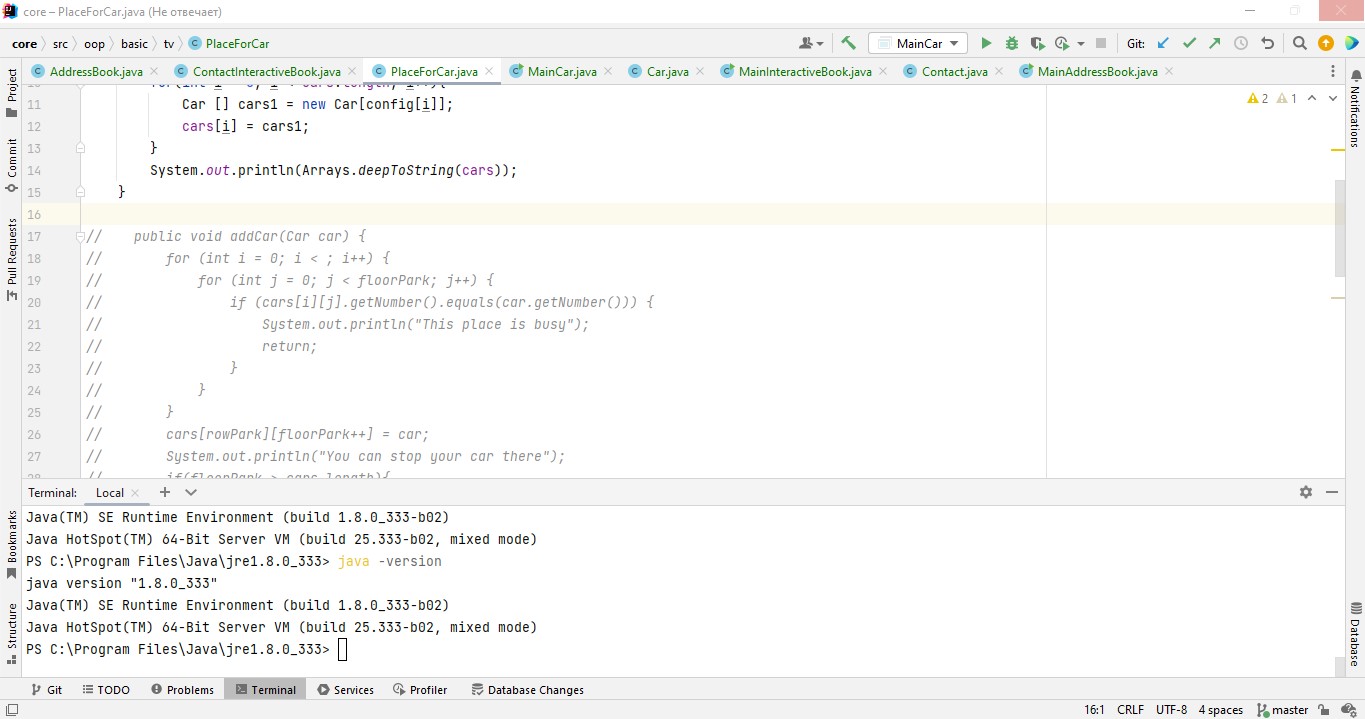 core – PlaceForCar.java (Не отвечает)
core src oop basic tv PlaceForCar MainCar Git:
AddressBook.java ContactInteractiveBook.java PlaceForCar.java MainCar.java Car.java MainInteractiveBook.java Contact.java MainAddressBook.java
Project
Commit
Pull Requests
Bookmarks
Structure
2 1
11 Car [] cars1 = new Car[config[i]];
12 cars[i] = cars1;
13 }
14 System.out.println(Arrays.deepToString(cars));
15 }
16
17 // public void addCar(Car car) {
18 // for (int i = 0; i < ; i++) {
19 // for (int j = 0; j < floorPark; j++) {
20 // if (cars[i][j].getNumber().equals(car.getNumber())) {
21 // System.out.println("This place is busy");
22 // return;
23 // }
24 // }
25 // }
26 // cars[rowPark][floorPark++] = car;
27 // System.out.println("You can stop your car there");
28 // if(floorPark > cars.length){
Notifications
Database
Terminal: Local
Java(TM) SE Runtime Environment (build 1.8.0_333-b02)
Java HotSpot(TM) 64-Bit Server VM (build 25.333-b02, mixed mode)
PS C:\Program Files\Java\jre1.8.0_333> java -version
java version "1.8.0_333"
Java(TM) SE Runtime Environment (build 1.8.0_333-b02)
Java HotSpot(TM) 64-Bit Server VM (build 25.333-b02, mixed mode)
PS C:\Program Files\Java\jre1.8.0_333>
Git TODO Problems Terminal Services Profiler Database Changes
16:1 CRLF UTF-8 4 spaces master